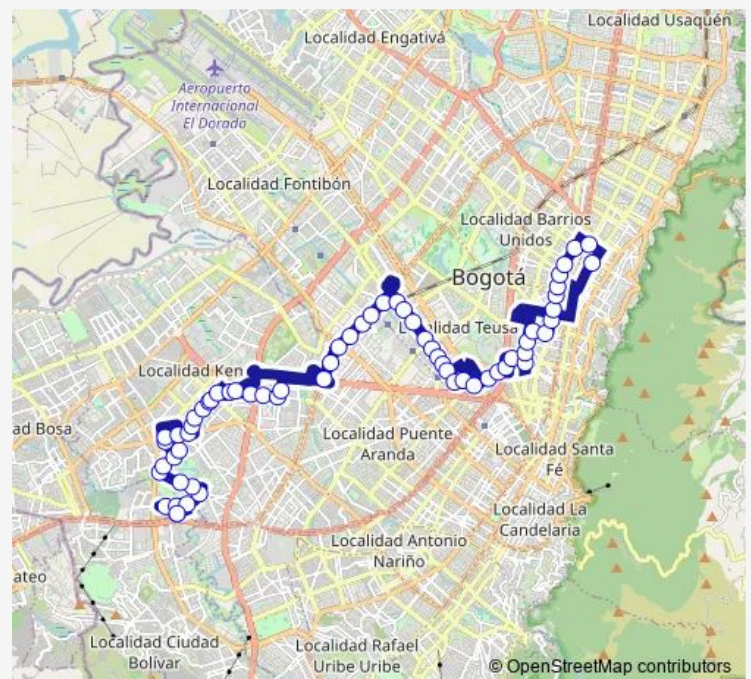 Localidad Usaquén
Localidad Engativá
Aeropuerto
Internacional
El Dorado
Localidad Fontibón
Localidad Barrios
Unidos
Bogotá
calidad Teusa
Localidad Ken
ad Bosa
Localidad Puente
Aranda
Localidad Santa
Fé
Localidad La
Candelaria
Localidad Antonio
Nariño
ateo
Localidad Ciudad
Bolívar
Localidad Rafael
Uribe Uribe
© OpenStreetMap contributors